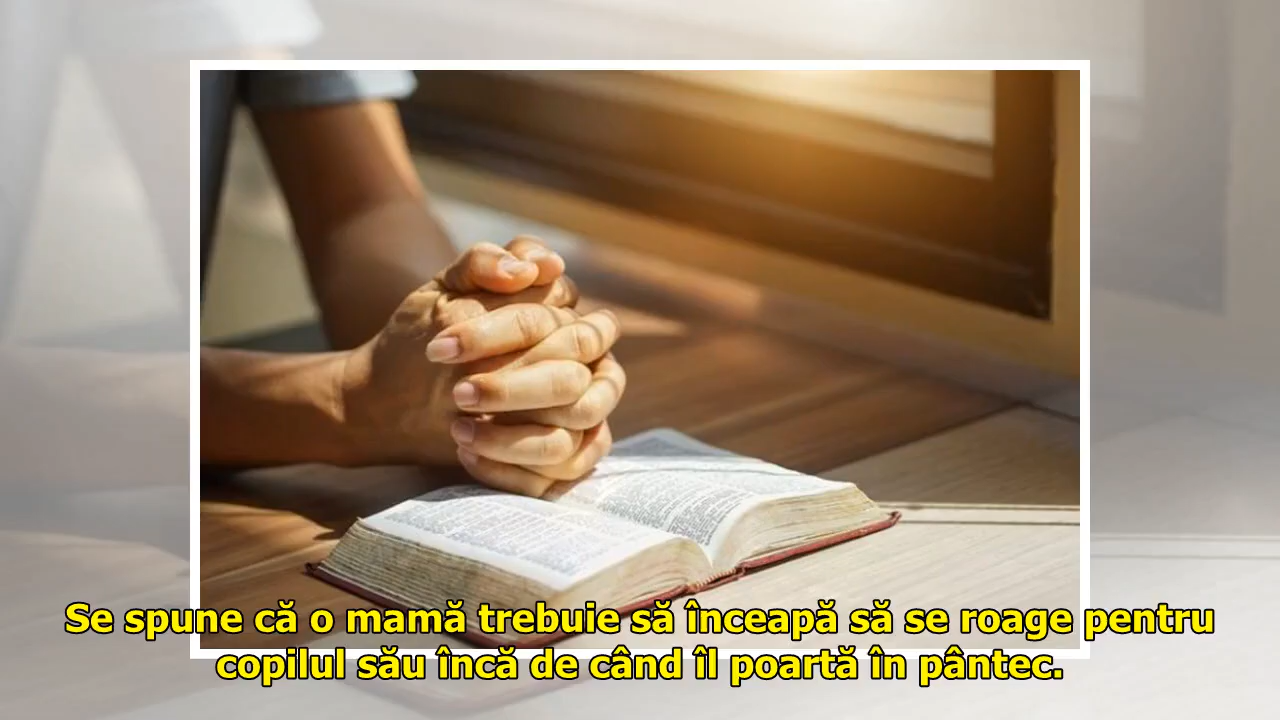 Se spune că o mamă trebuie să înceapă să se roage pentru
copilul său încă de când îl poartă în pântec.